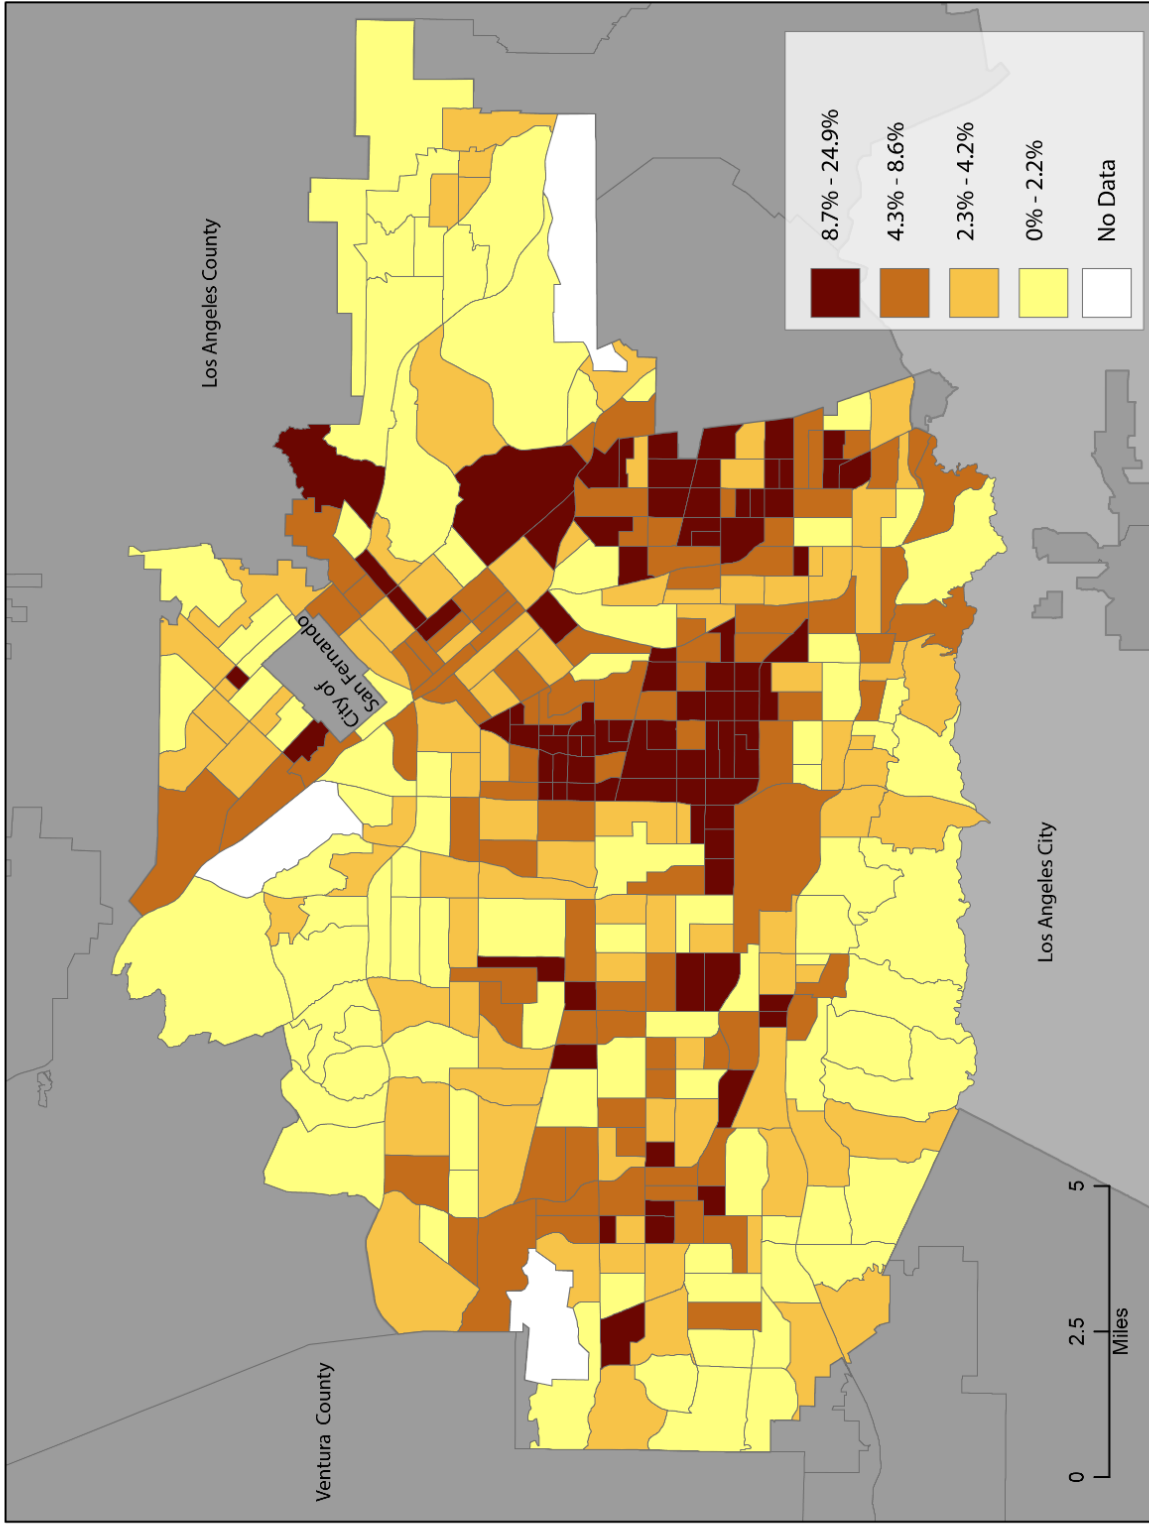 Los Angeles County
City of
San Fernando
Ventura County
Los Angeles City
8.7% - 24.9%
4.3% - 8.6%
2.3% - 4.2%
0% - 2.2%
No Data
0 2.5 5
Miles